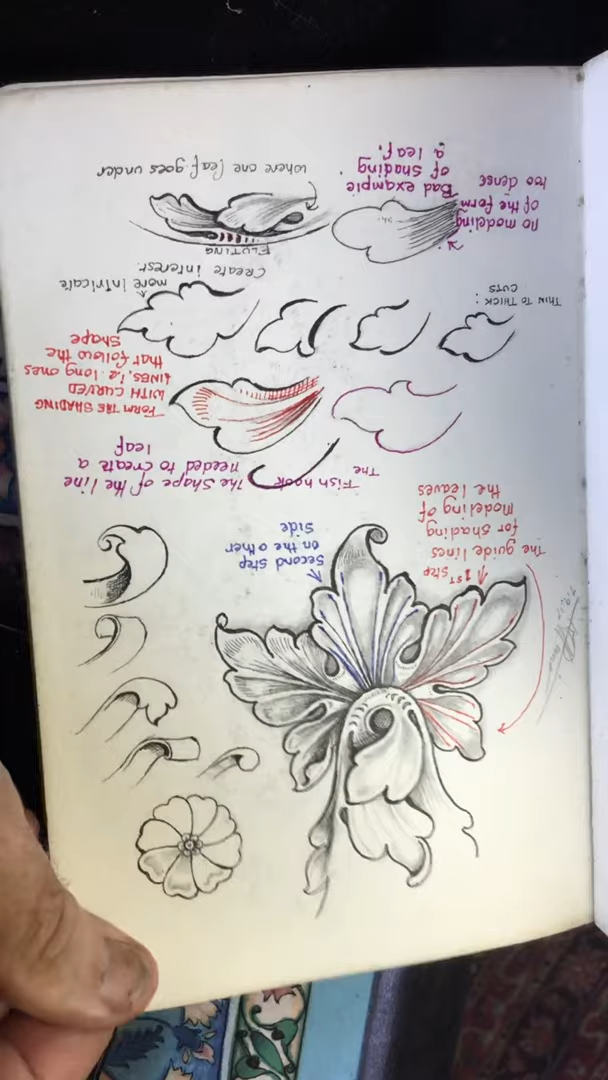 1ST
Step
The guide lines
for shading
Modeling of
the leaves
Second step
on the other
Side
The
Fish hook
The Shape of the line
needed to create a
leaf
FORM THE SHADING
WITH CURVED
LINES, i.e. long ones
that follow the
shape
THIN TO THICK:
CUTS
more intricate
Create interest.
FLUTING
No modeling
of the form
too dense
Bad example
of shading
a leaf.
Where one leaf goes under